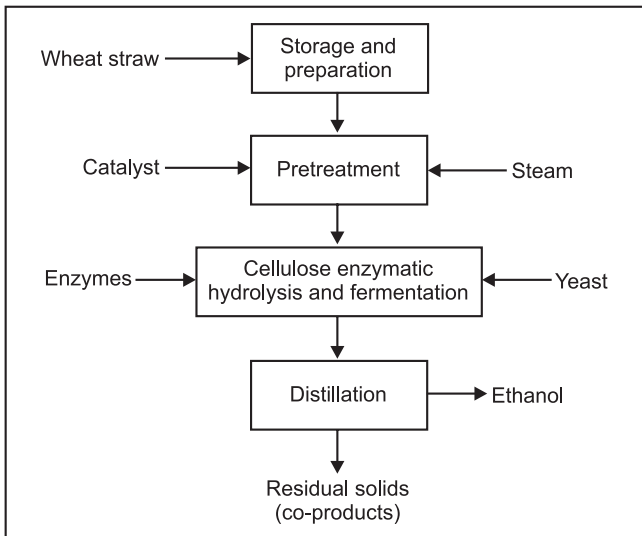 Wheat straw
Storage and
preparation
Catalyst
Pretreatment
Steam
Enzymes
Cellulose enzymatic
hydrolysis and fermentation
Yeast
Distillation
Ethanol
Residual solids
(co-products)